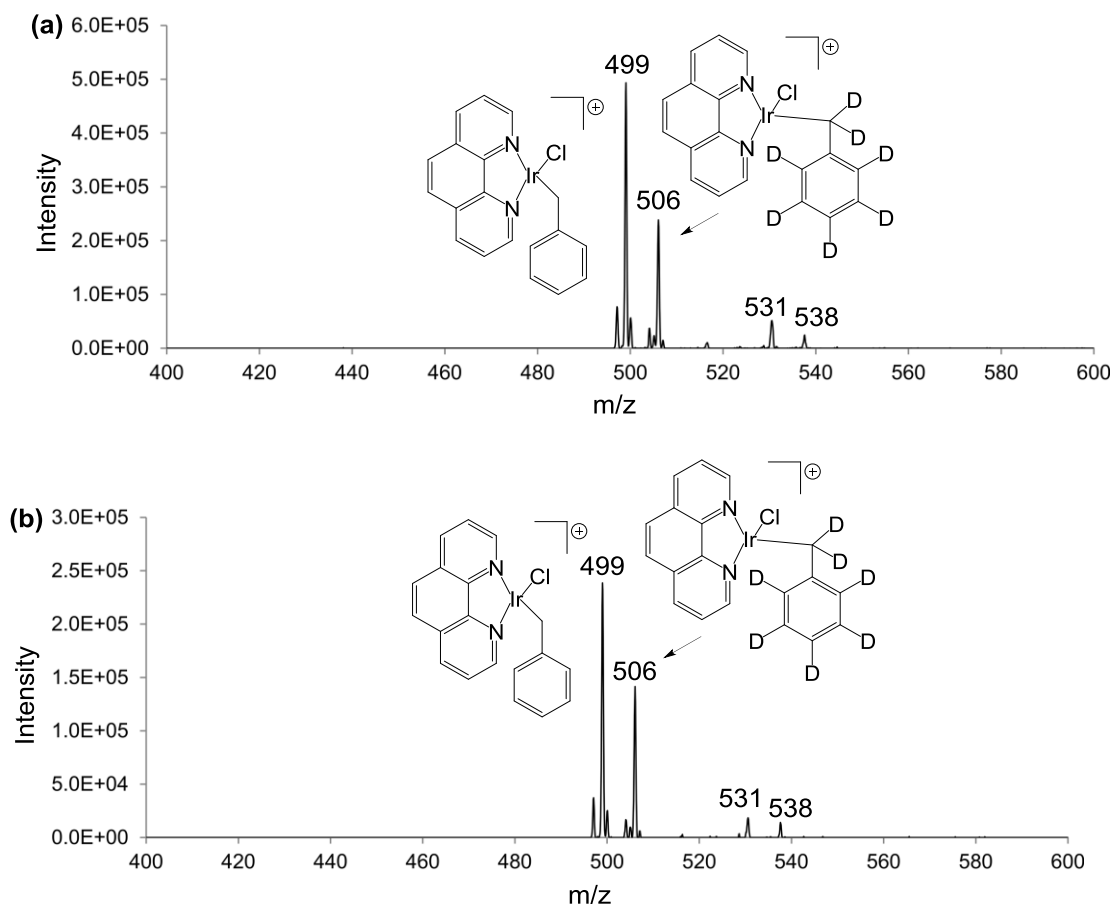 (a)
6.0E+05
5.0E+05
4.0E+05
3.0E+05
2.0E+05
1.0E+05
0.0E+00
Intensity
400 420 440 460 480 500 520 540 560 580 600
m/z
499
506
531
538
N
N
Ir
Cl
⊕
N
N
Ir
Cl
D
D
D
D
D
D
D
⊕
(b)
3.0E+05
2.5E+05
2.0E+05
1.5E+05
1.0E+05
5.0E+04
0.0E+00
Intensity
400 420 440 460 480 500 520 540 560 580 600
m/z
499
506
531
538
N
N
Ir
Cl
⊕
N
N
Ir
Cl
D
D
D
D
D
D
D
⊕